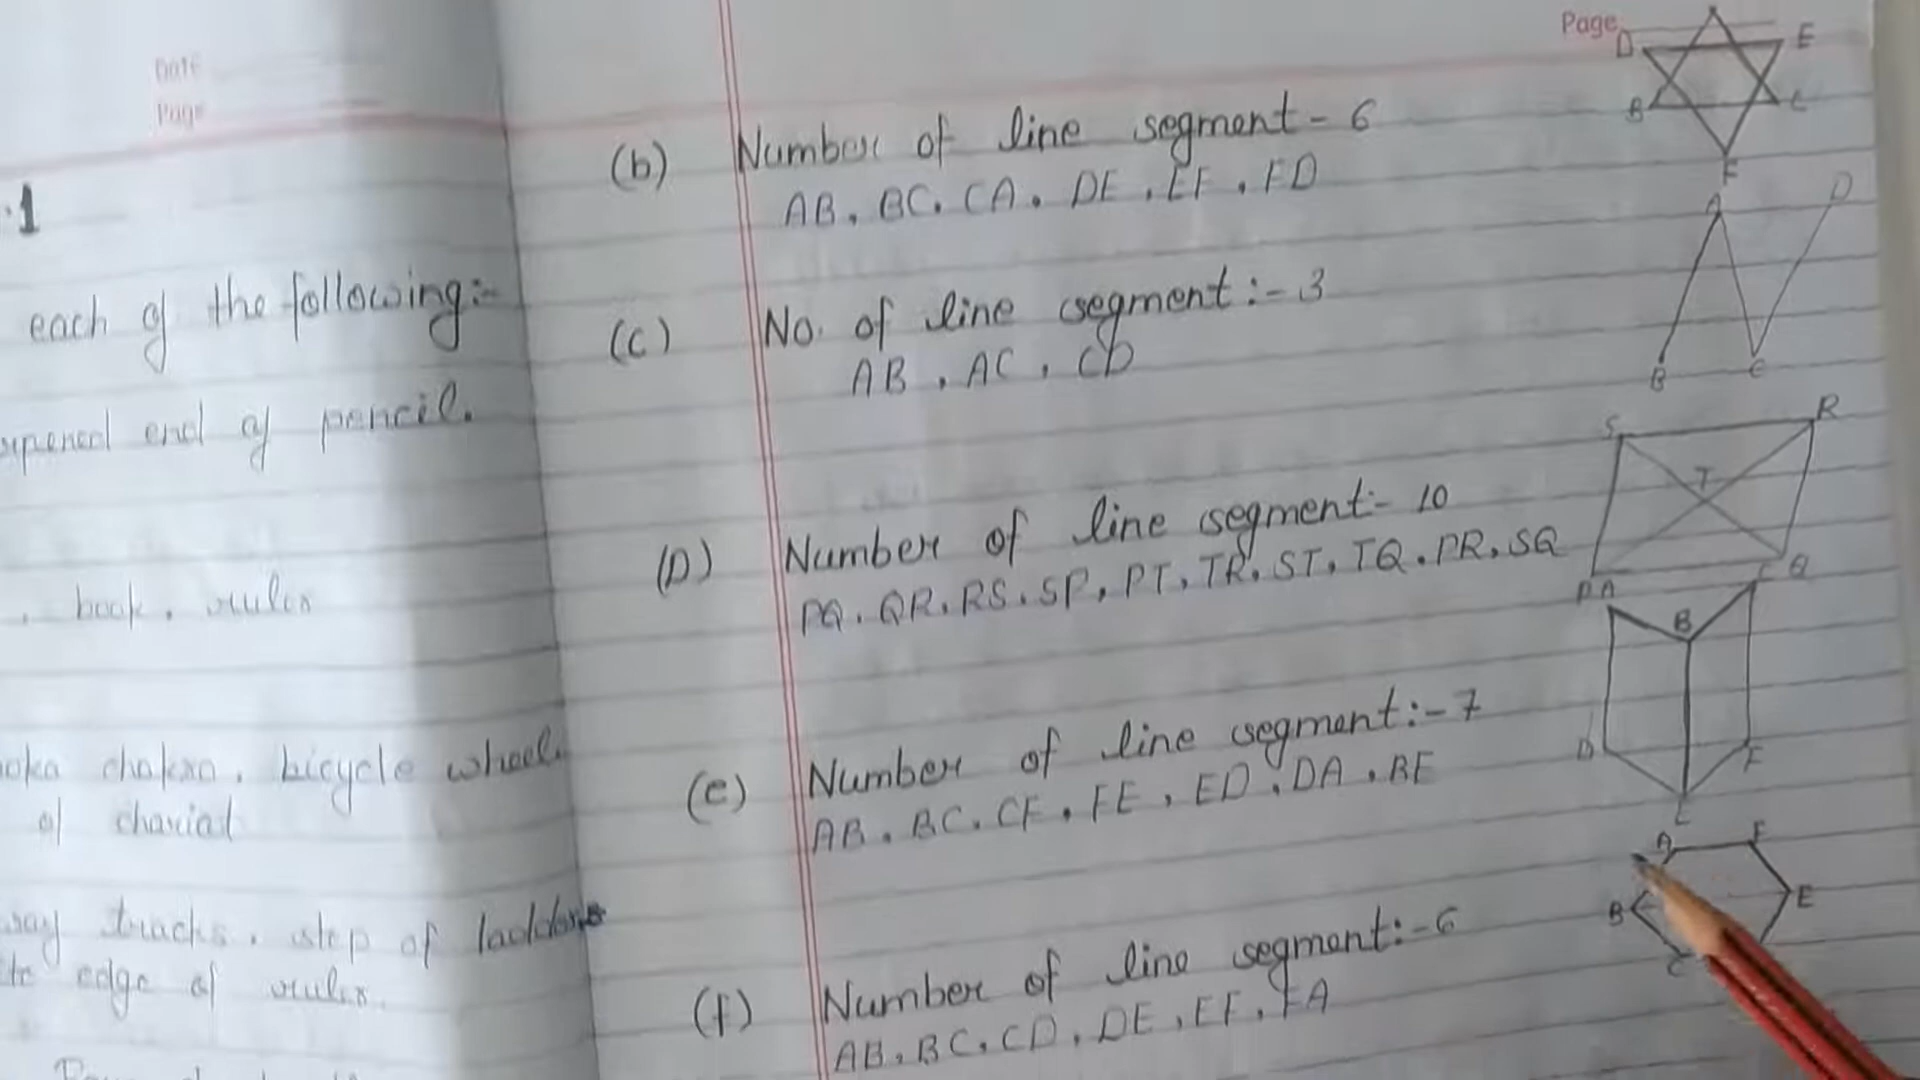 Date
Page
.1
each of the following:-
end of pencil.
, book, ruler
chakra, bicycle wheel.
of chariot
tracks, step of ladders
edge of ruler.
Page
D E
B C
F
(b) Number of line segment - 6
AB, BC, CA, DE, EF, FD
A D
B C
(c) No. of line segment :- 3
AB, AC, CD
S R
T
P Q
(D) Number of line segment:- 10
PQ, QR, RS, SP, PT, TR, ST, TQ, PR, SQ
A B C
D F
E
(e) Number of line segment:- 7
AB, BC, CF, FE, ED, DA, BE
A F
B E
C
(f) Number of line segment:- 6
AB, BC, CD, DE, EF, FA